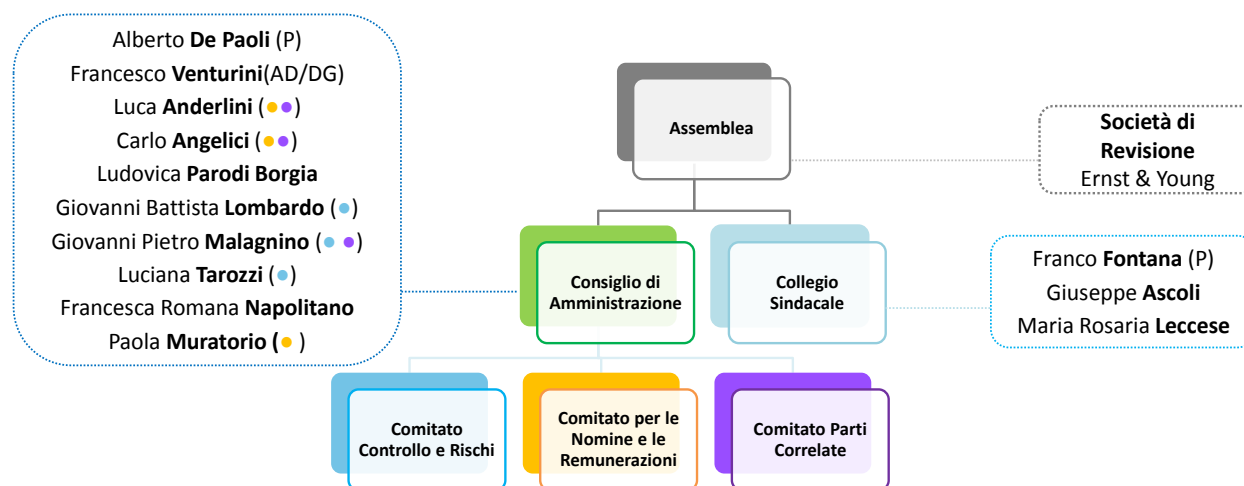 Alberto De Paoli (P)
Francesco Venturini(AD/DG)
Luca Anderlini (●●)
Carlo Angelici (●●)
Ludovica Parodi Borgia
Giovanni Battista Lombardo (●)
Giovanni Pietro Malagnino (● ●)
Luciana Tarozzi (●)
Francesca Romana Napolitano
Paola Muratorio (● )
Assemblea
Società di
Revisione
Ernst & Young
Consiglio di
Amministrazione
Collegio
Sindacale
Franco Fontana (P)
Giuseppe Ascoli
Maria Rosaria Leccese
Comitato
Controllo e Rischi
Comitato per le
Nomine e le
Remunerazioni
Comitato Parti
Correlate